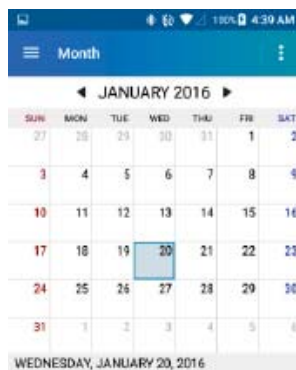 100% 4:39 AM
Month
JANUARY 2016
SUN MON TUE WED THU FRI SAT
27 28 29 30 31 1 2
3 4 5 6 7 8 9
10 11 12 13 14 15 16
17 18 19 20 21 22 23
24 25 26 27 28 29 30
31 1 2 3 4 5 6
WEDNESDAY, JANUARY 20, 2016